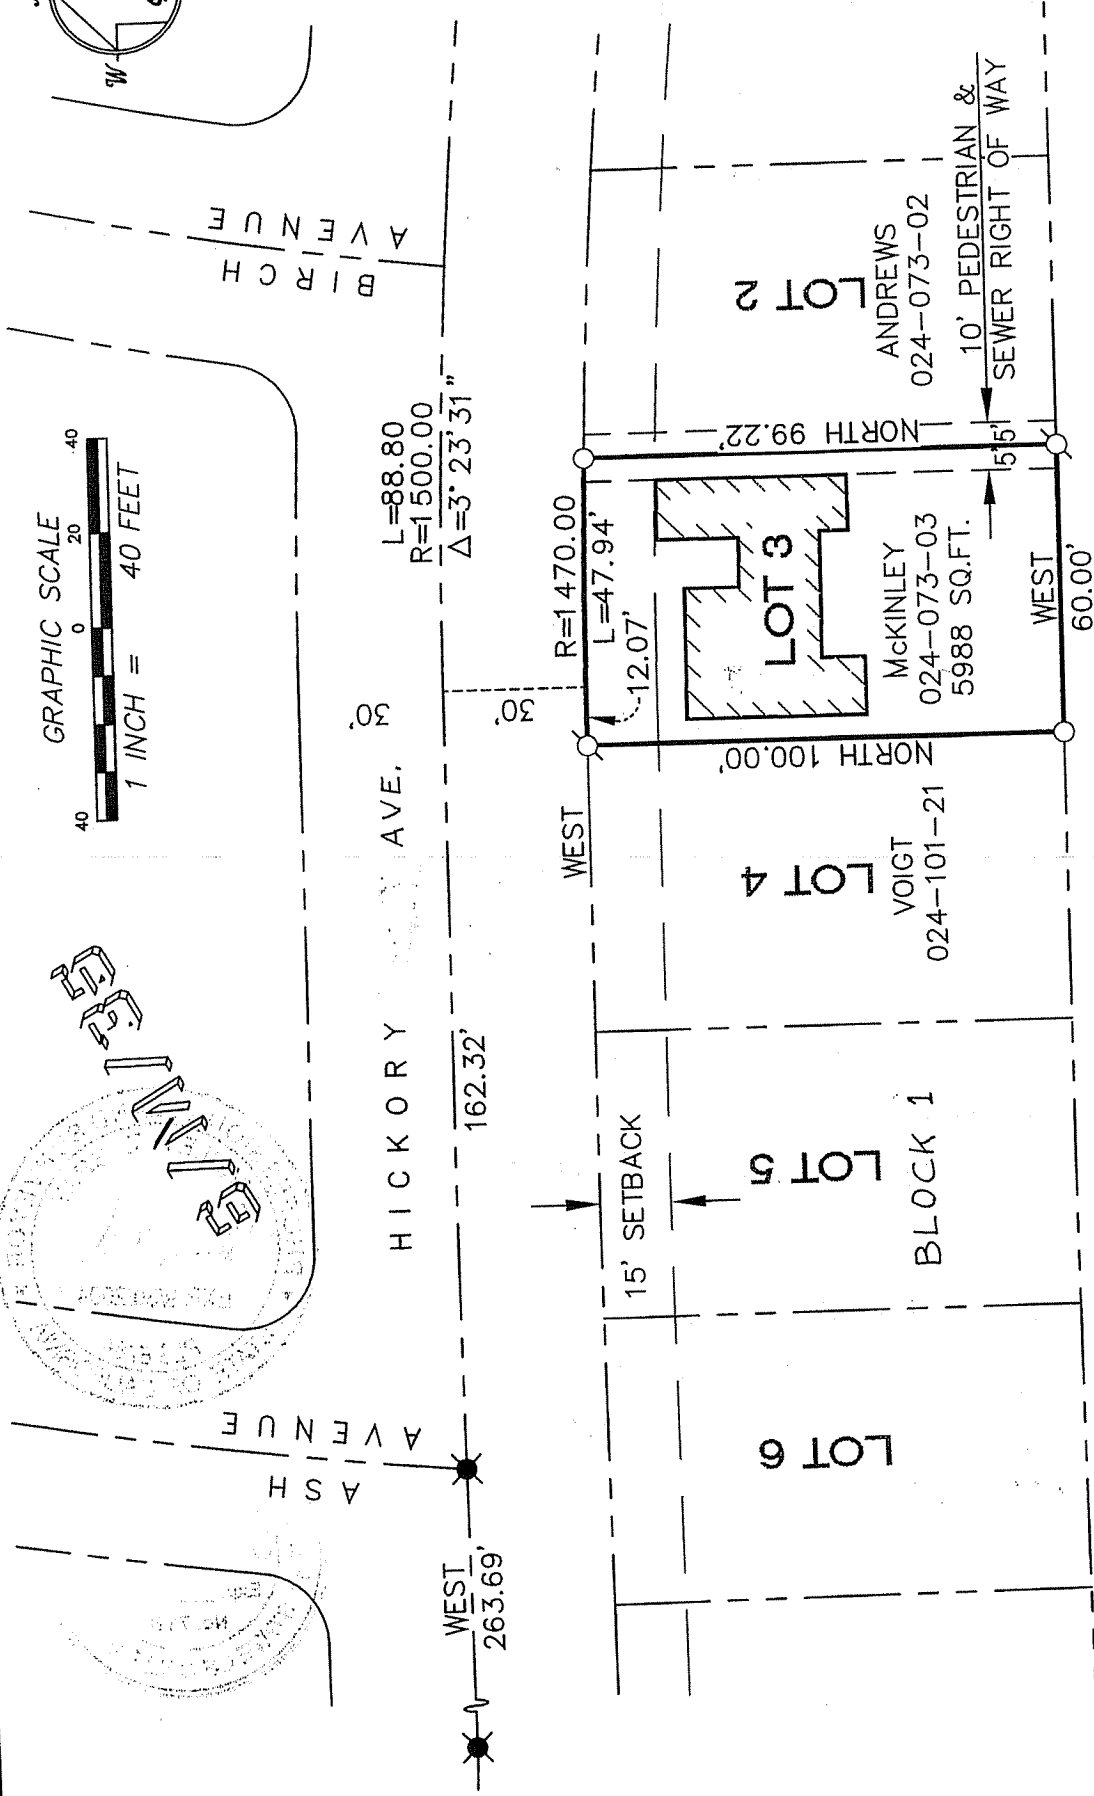 W
GRAPHIC SCALE
40 0 20 40
1 INCH = 40 FEET
BIRCH
AVENUE
ASH
AVENUE
HICKORY AVE.
30'
30'
L=88.80
R=1500.00
Δ=3°23'31"
162.32'
WEST
263.69'
WEST
R=1470.00
L=47.94'
12.07'
15' SETBACK
NORTH 99.22'
NORTH 100.00'
WEST
60.00'
5' 5'
10' PEDESTRIAN &
SEWER RIGHT OF WAY
LOT 2
ANDREWS
024-073-02
LOT 3
McKINLEY
024-073-03
5988 SQ.FT.
LOT 4
VOIGT
024-101-21
LOT 5
BLOCK 1
LOT 6